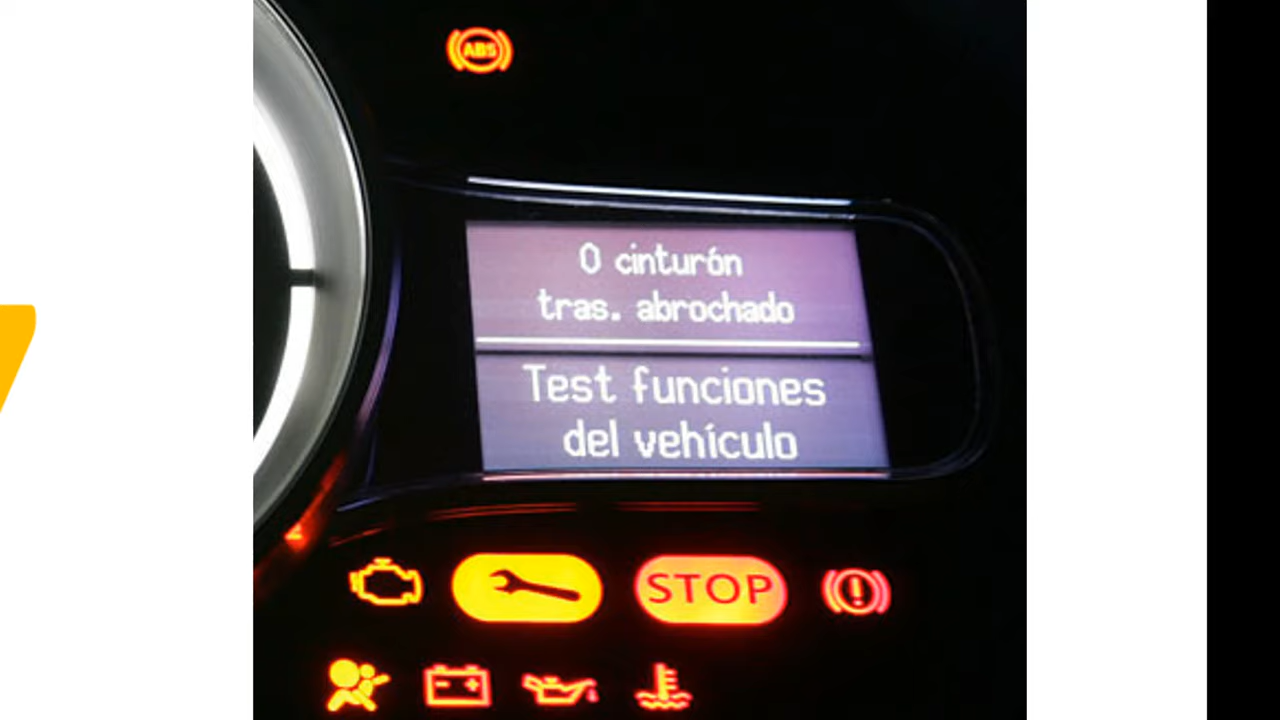 ABS
0 cinturón
tras. abrochado
Test funciones
del vehículo
STOP